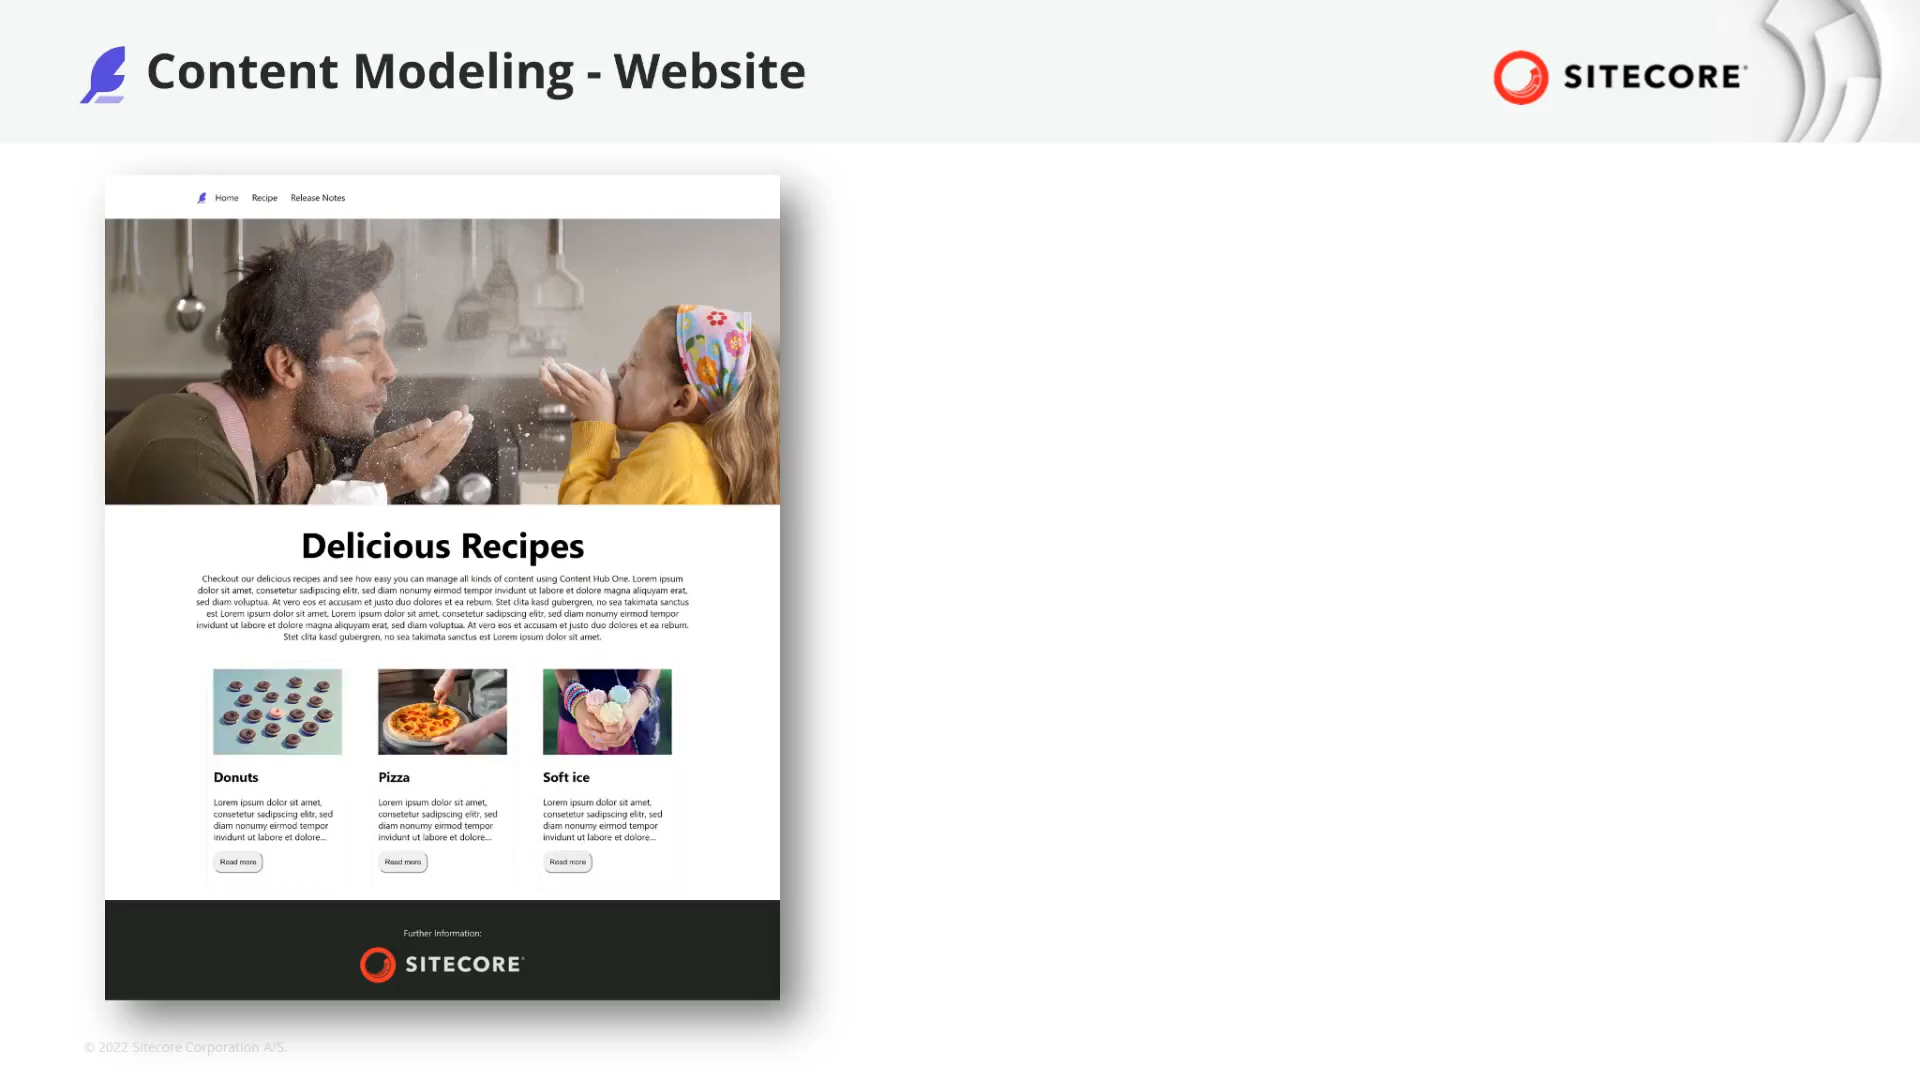 Content Modeling - Website
SITECORE
Home Recipe Release Notes
Delicious Recipes
Checkout our delicious recipes and see how easy you can manage all kinds of content using Content Hub One. Lorem ipsum
dolor sit amet, consetetur sadipscing elitr, sed diam nonumy eirmod tempor invidunt ut labore et dolore magna aliquyam erat,
sed diam voluptua. At vero eos et accusam et justo duo dolores et ea rebum. Stet clita kasd gubergren, no sea takimata sanctus
est Lorem ipsum dolor sit amet. Lorem ipsum dolor sit amet, consetetur sadipscing elitr, sed diam nonumy eirmod tempor
invidunt ut labore et dolore magna aliquyam erat, sed diam voluptua. At vero eos et accusam et justo duo dolores et ea rebum.
Stet clita kasd gubergren, no sea takimata sanctus est Lorem ipsum dolor sit amet.
Donuts
Lorem ipsum dolor sit amet,
consetetur sadipscing elitr, sed
diam nonumy eirmod tempor
invidunt ut labore et dolore...
Read more
Pizza
Lorem ipsum dolor sit amet,
consetetur sadipscing elitr, sed
diam nonumy eirmod tempor
invidunt ut labore et dolore...
Read more
Soft ice
Lorem ipsum dolor sit amet,
consetetur sadipscing elitr, sed
diam nonumy eirmod tempor
invidunt ut labore et dolore...
Read more
Further Information:
SITECORE
© 2022 Sitecore Corporation A/S.